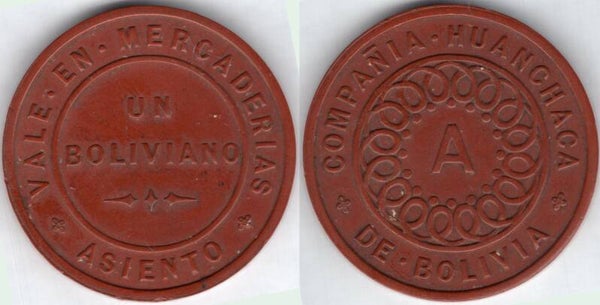 VALE · EN · MERCADERIAS
UN
BOLIVIANO
ASIENTO
COMPAÑIA · HUANCHACA
A
DE · BOLIVIA